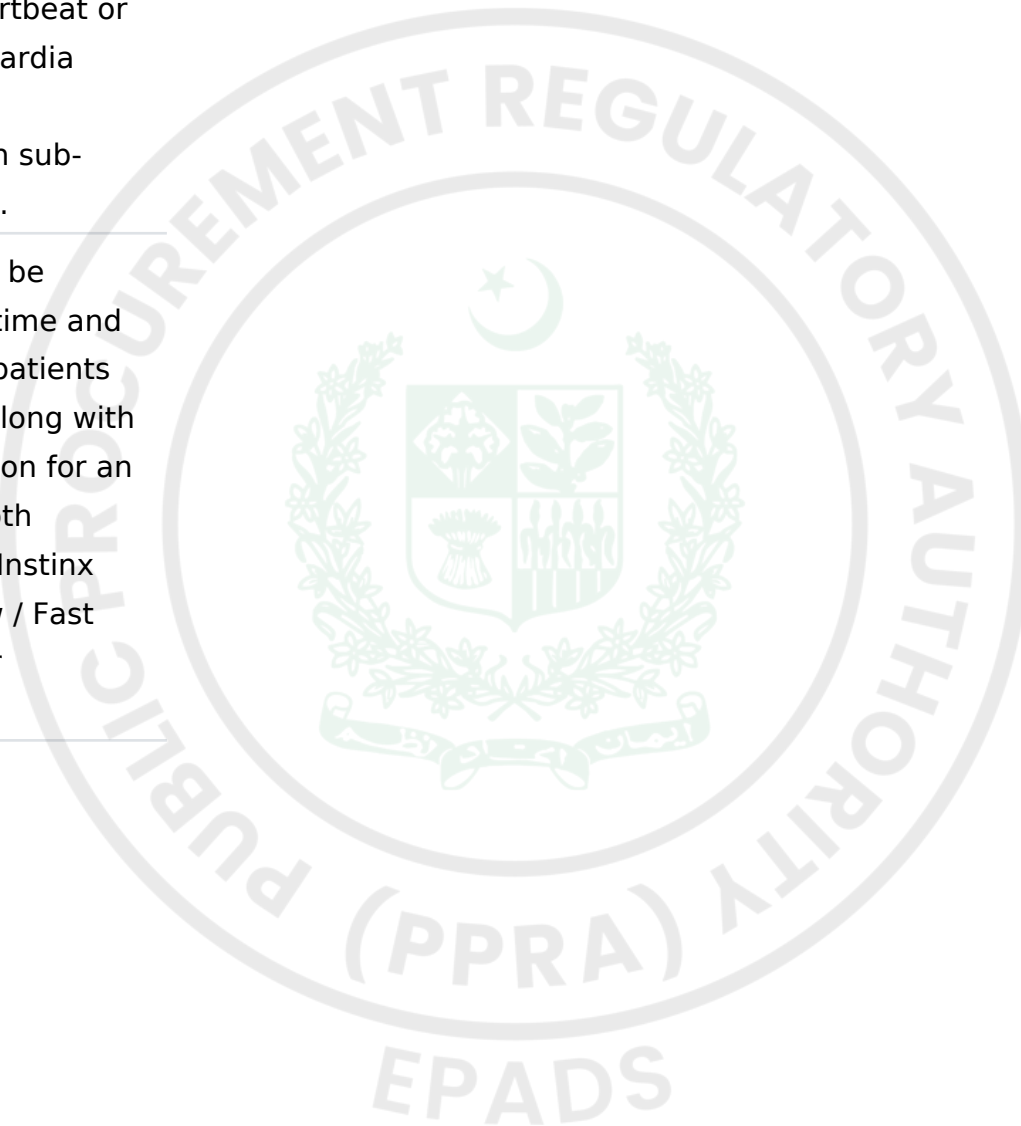 rtbeat or
ardia
n sub-
.
be
time and
patients
long with
on for an
oth
Instinx
/ Fast
PUBLIC PROCUREMENT REGULATORY AUTHORITY
(PPRA)
EPADS